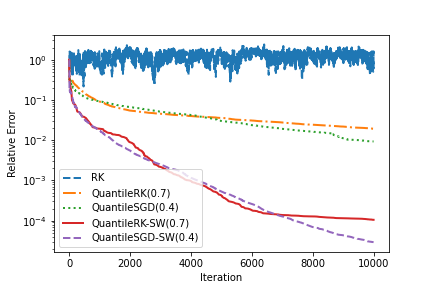 10⁰
10⁻¹
10⁻²
10⁻³
10⁻⁴
Relative Error
RK
QuantileRK(0.7)
QuantileSGD(0.4)
QuantileRK-SW(0.7)
QuantileSGD-SW(0.4)
0 2000 4000 6000 8000 10000
Iteration